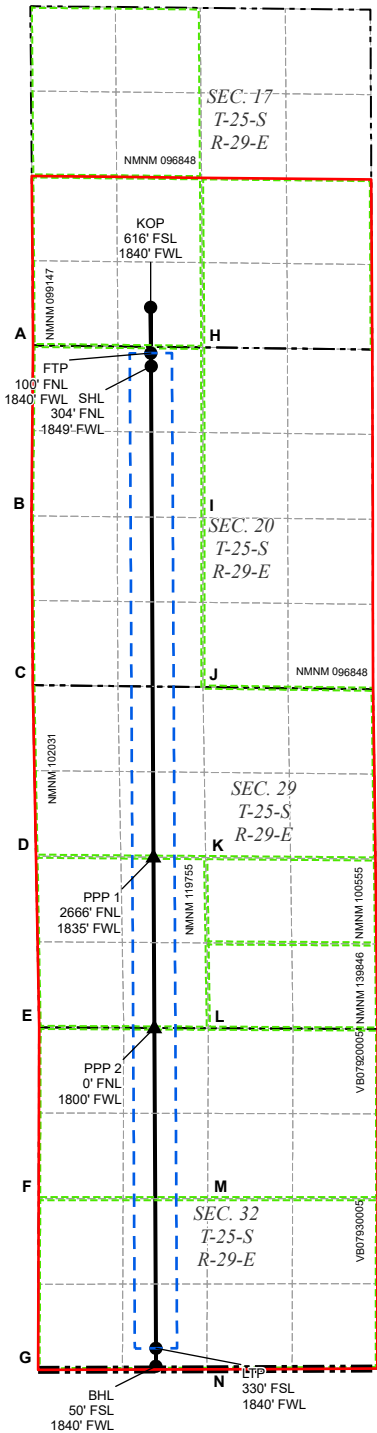 SEC. 17
T-25-S
R-29-E
NMNM 096848
KOP
616' FSL
1840' FWL
NMNM 099147
A
H
FTP
100' FNL
1840' FWL
SHL
304' FNL
1849' FWL
B
I
SEC. 20
T-25-S
R-29-E
C
J
NMNM 096848
NMNM 102031
SEC. 29
T-25-S
R-29-E
D
K
PPP 1
2666' FNL
1835' FWL
NMNM 119755
NMNM 100555
NMNM 139846
E
L
VB07920005
PPP 2
0' FNL
1800' FWL
F
M
SEC. 32
T-25-S
R-29-E
VB07930005
G
N
LTP
330' FSL
1840' FWL
BHL
50' FSL
1840' FWL